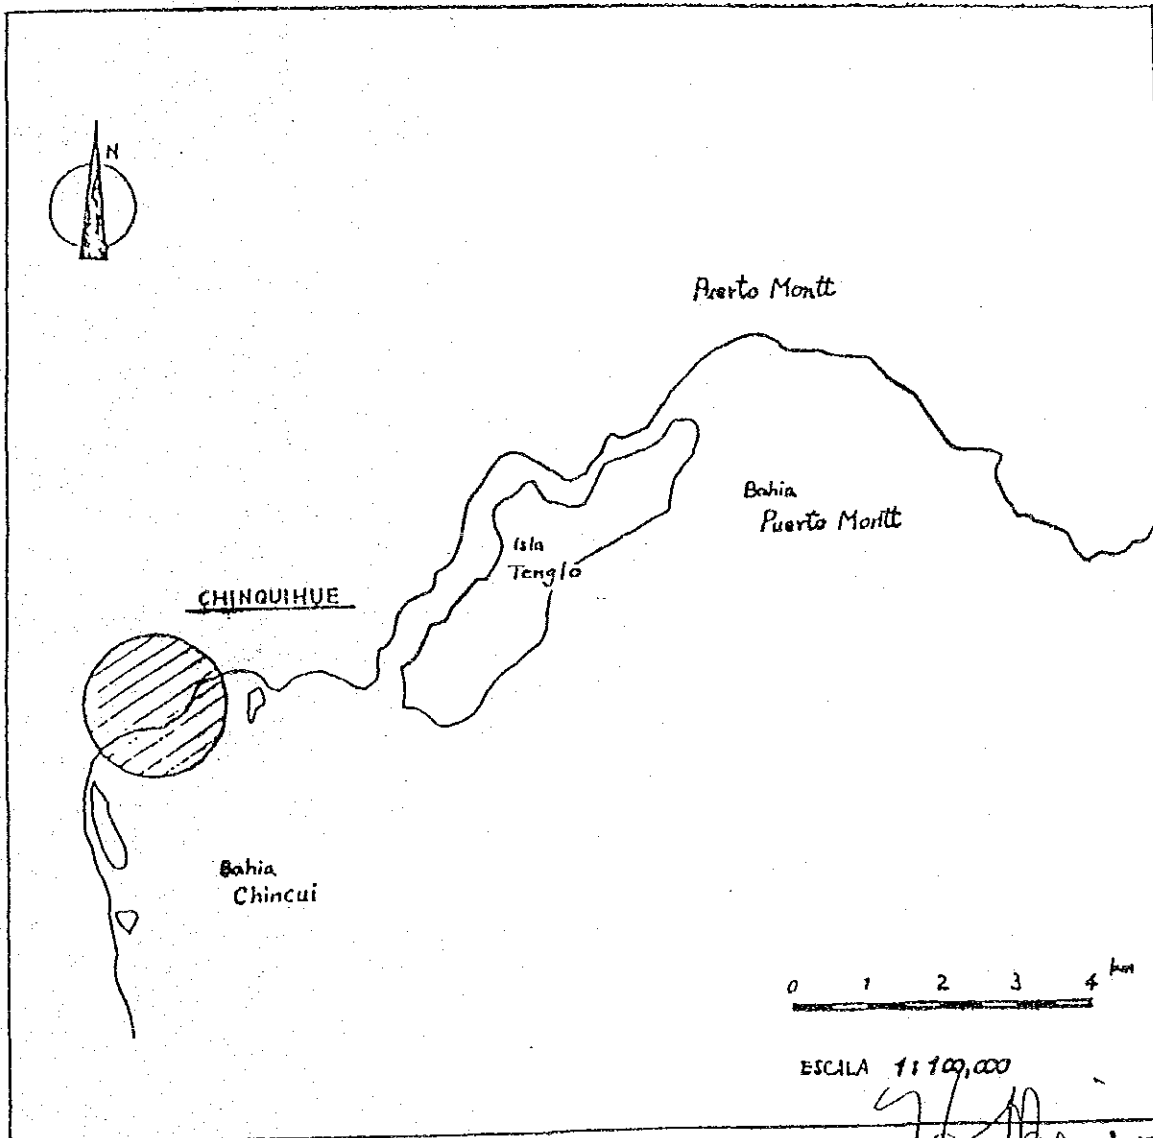 N
Puerto Montt
Bahia
Puerto Montt
Isla
Tenglo
CHINQUIHUE
Bahia
Chincui
0 1 2 3 4 km
ESCALA 1:100,000